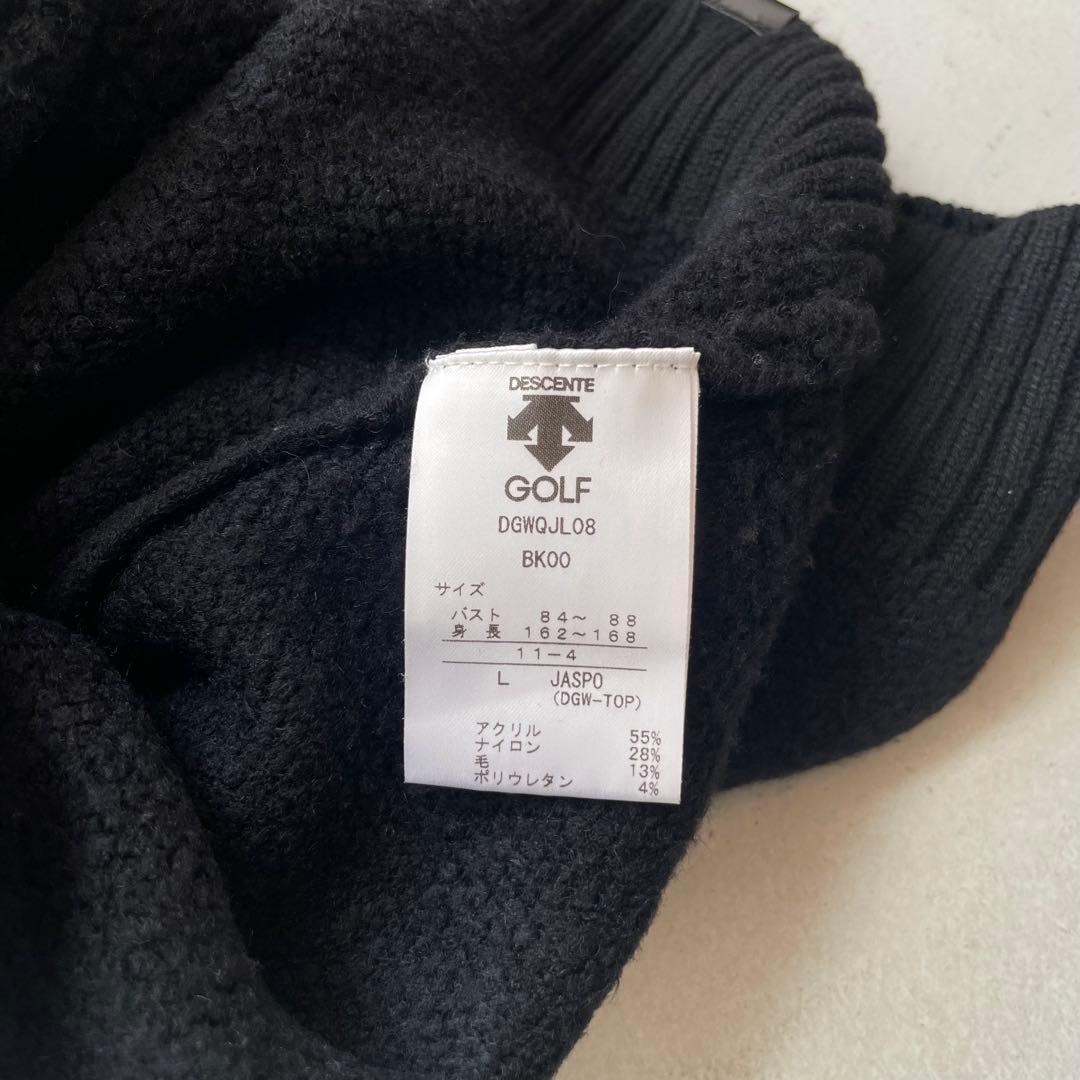 DESCENTE
GOLF
DGWQJL08
BK00
サイズ
バスト 84～ 88
身長 162～168
11-4
L JASPO
(DGW-TOP)
アクリル 55%
ナイロン 28%
毛 13%
ポリウレタン 4%